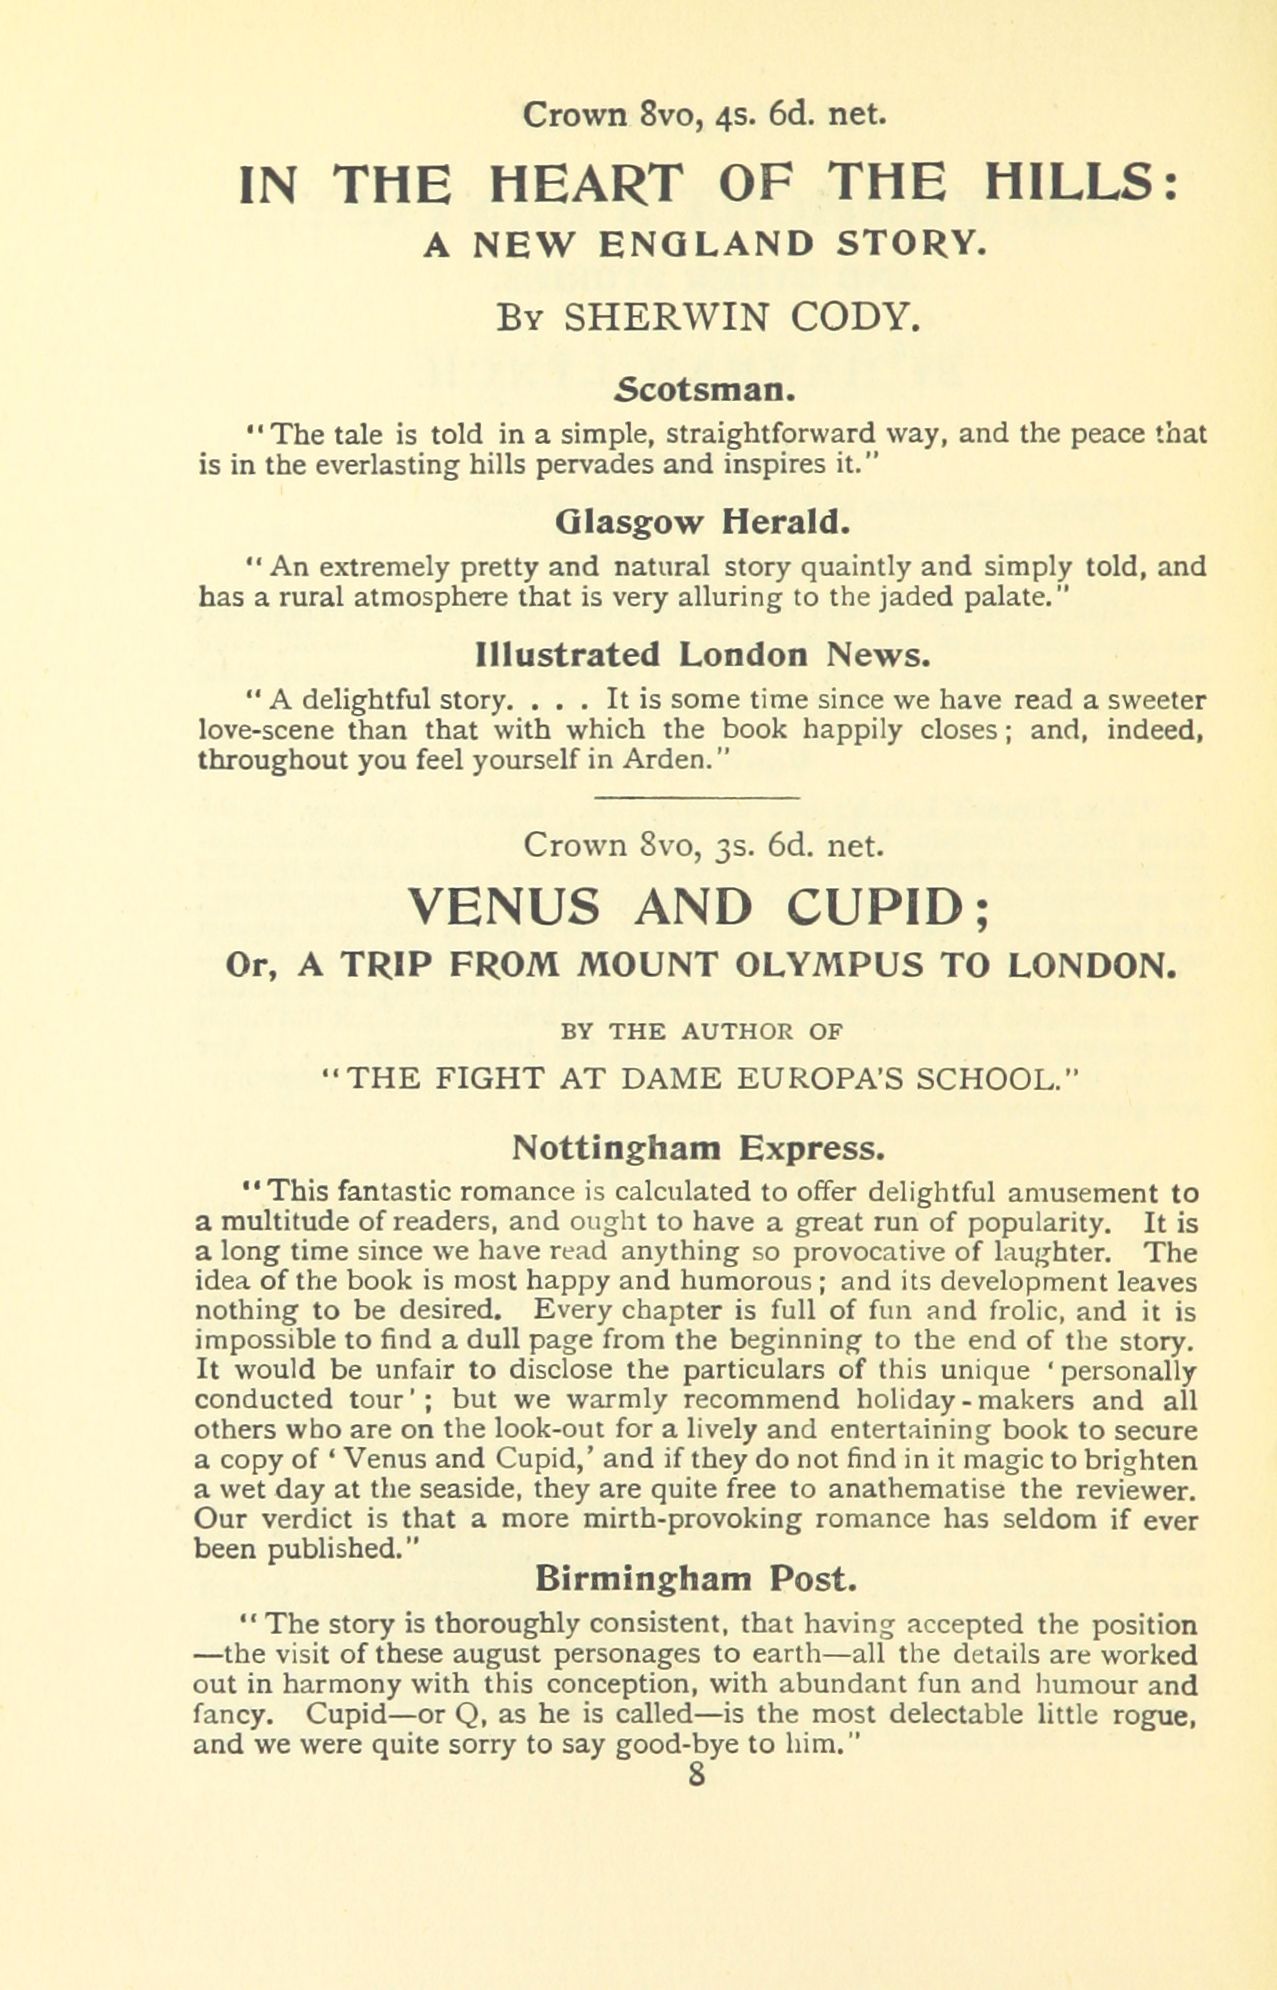 Crown 8vo, 4s. 6d. net.
IN THE HEART OF THE HILLS:
A NEW ENGLAND STORY.
By SHERWIN CODY.
Scotsman.
"The tale is told in a simple, straightforward way, and the peace that
is in the everlasting hills pervades and inspires it."
Glasgow Herald.
"An extremely pretty and natural story quaintly and simply told, and
has a rural atmosphere that is very alluring to the jaded palate."
Illustrated London News.
"A delightful story. . . . It is some time since we have read a sweeter
love-scene than that with which the book happily closes; and, indeed,
throughout you feel yourself in Arden."
Crown 8vo, 3s. 6d. net.
VENUS AND CUPID;
Or, A TRIP FROM MOUNT OLYMPUS TO LONDON.
BY THE AUTHOR OF
"THE FIGHT AT DAME EUROPA'S SCHOOL."
Nottingham Express.
"This fantastic romance is calculated to offer delightful amusement to
a multitude of readers, and ought to have a great run of popularity. It is
a long time since we have read anything so provocative of laughter. The
idea of the book is most happy and humorous; and its development leaves
nothing to be desired. Every chapter is full of fun and frolic, and it is
impossible to find a dull page from the beginning to the end of the story.
It would be unfair to disclose the particulars of this unique 'personally
conducted tour'; but we warmly recommend holiday-makers and all
others who are on the look-out for a lively and entertaining book to secure
a copy of 'Venus and Cupid,' and if they do not find in it magic to brighten
a wet day at the seaside, they are quite free to anathematise the reviewer.
Our verdict is that a more mirth-provoking romance has seldom if ever
been published."
Birmingham Post.
"The story is thoroughly consistent, that having accepted the position
—the visit of these august personages to earth—all the details are worked
out in harmony with this conception, with abundant fun and humour and
fancy. Cupid—or Q, as he is called—is the most delectable little rogue,
and we were quite sorry to say good-bye to him."
8